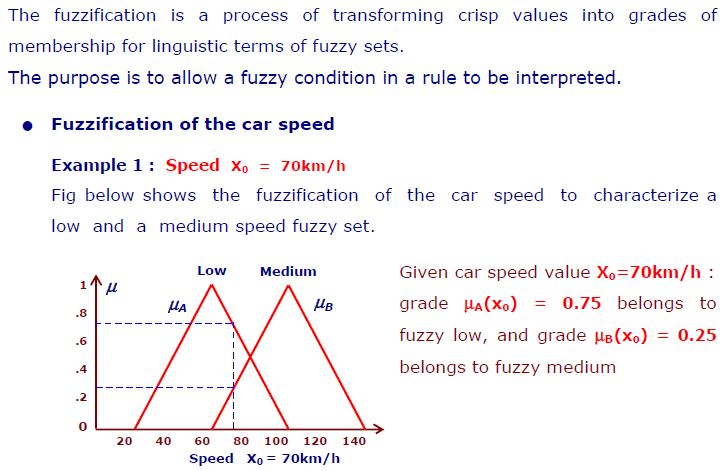 The fuzzification is a process of transforming crisp values into grades of
membership for linguistic terms of fuzzy sets.
The purpose is to allow a fuzzy condition in a rule to be interpreted.
● Fuzzification of the car speed
Example 1 : Speed X₀ = 70km/h
Fig below shows the fuzzification of the car speed to characterize a
low and a medium speed fuzzy set.
Low Medium
1 μ
μA μB
.8
.6
.4
.2
0
20 40 60 80 100 120 140
Speed X₀ = 70km/h
Given car speed value X₀=70km/h :
grade μA(x₀) = 0.75 belongs to
fuzzy low, and grade μB(x₀) = 0.25
belongs to fuzzy medium